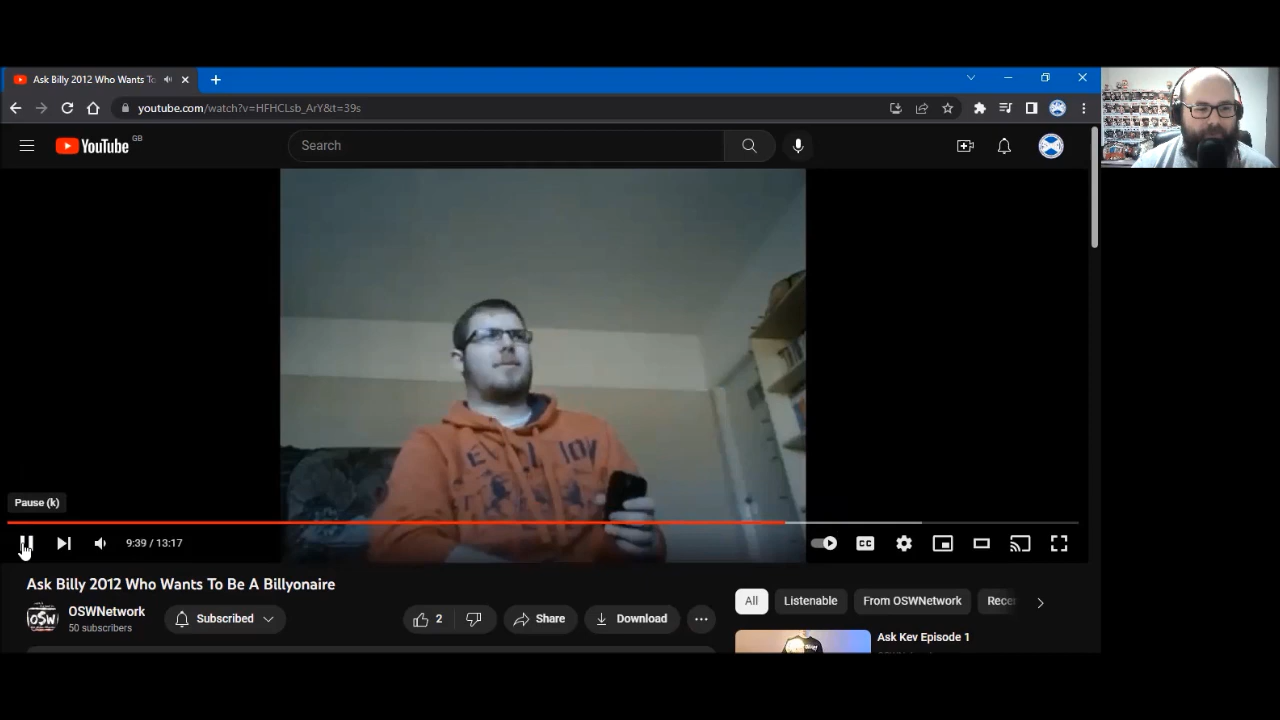 Ask Billy 2012 Who Wants To
youtube.com/watch?v=HFHCLsb_ArY&t=39s
YouTube GB
Search
Pause (k)
9:39 / 13:17
CC
Ask Billy 2012 Who Wants To Be A Billyonaire
OSW
OSWNetwork
50 subscribers
Subscribed
2
Share
Download
All
Listenable
From OSWNetwork
Rece
Ask Kev Episode 1